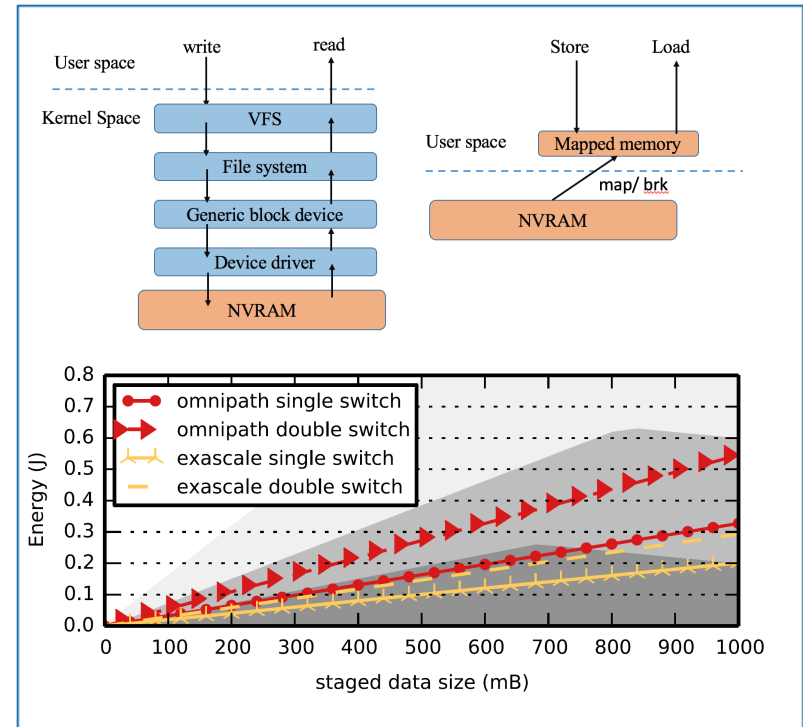 write read
User space
Kernel Space
VFS
File system
Generic block device
Device driver
NVRAM
Store Load
User space
Mapped memory
map/ brk
NVRAM
0.8
0.7
0.6
0.5
0.4
0.3
0.2
0.1
0.0
Energy (J)
omnipath single switch
omnipath double switch
exascale single switch
exascale double switch
0 100 200 300 400 500 600 700 800 900 1000
staged data size (mB)